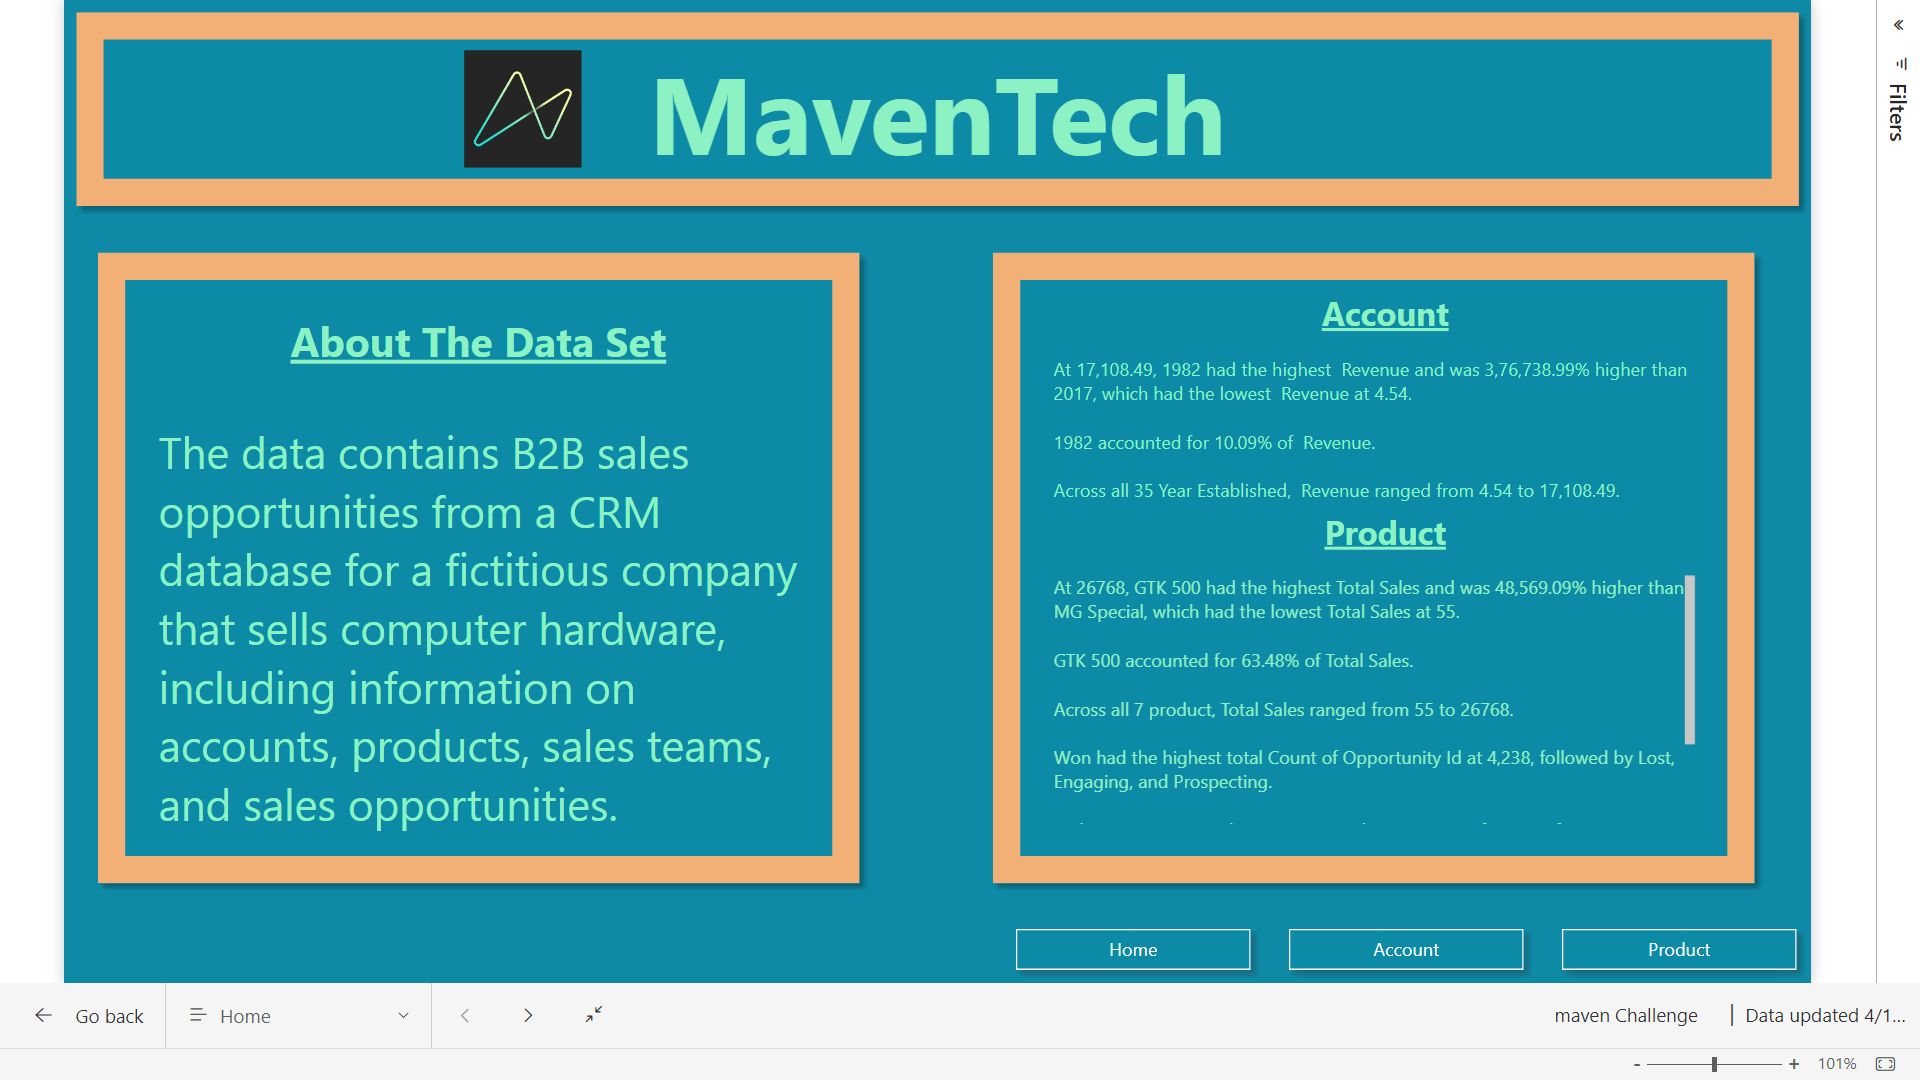 MavenTech
Filters
About The Data Set
The data contains B2B sales
opportunities from a CRM
database for a fictitious company
that sells computer hardware,
including information on
accounts, products, sales teams,
and sales opportunities.
Account
At 17,108.49, 1982 had the highest  Revenue and was 3,76,738.99% higher than
2017, which had the lowest  Revenue at 4.54.
1982 accounted for 10.09% of  Revenue.
Across all 35 Year Established,  Revenue ranged from 4.54 to 17,108.49.
Product
At 26768, GTK 500 had the highest Total Sales and was 48,569.09% higher than
MG Special, which had the lowest Total Sales at 55.
GTK 500 accounted for 63.48% of Total Sales.
Across all 7 product, Total Sales ranged from 55 to 26768.
Won had the highest total Count of Opportunity Id at 4,238, followed by Lost,
Engaging, and Prospecting.
Home
Account
Product
Go back
Home
maven Challenge
| Data updated 4/1...
- + 101%